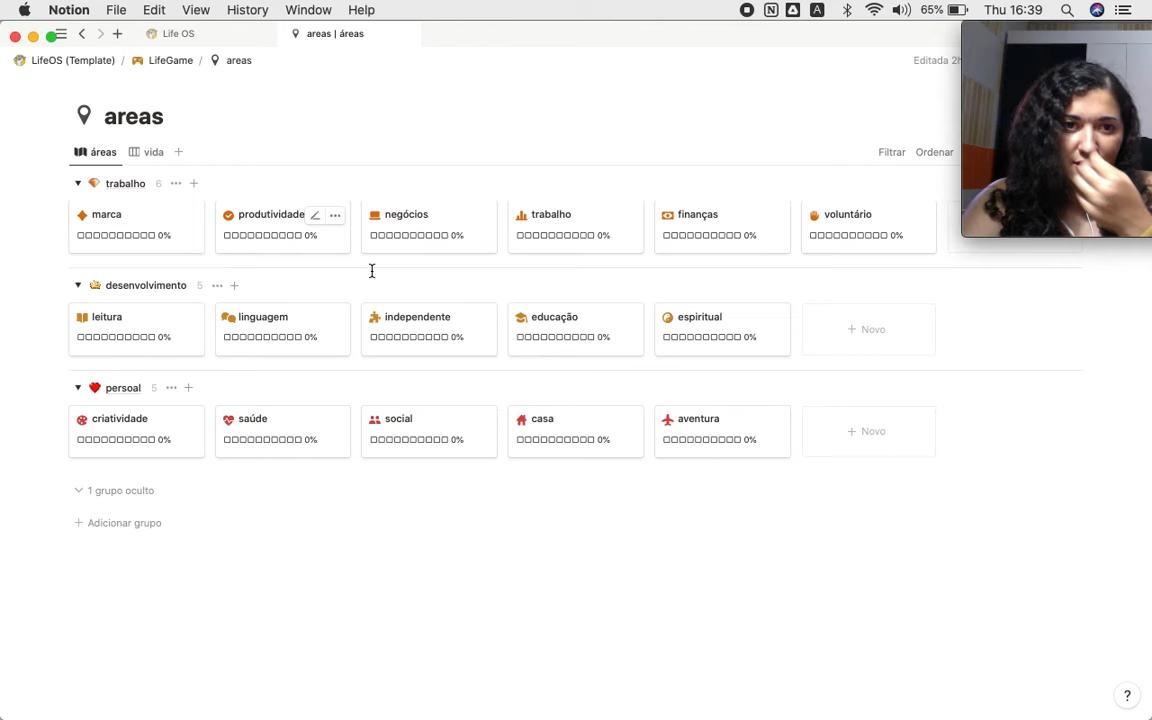 Notion File Edit View History Window Help 65% Thu 16:39
Life OS areas | áreas
LifeOS (Template) / LifeGame / areas Editada 2h
areas
áreas vida Filtrar Ordenar
trabalho 6
marca produtividade negócios trabalho finanças voluntário
0% 0% 0% 0% 0% 0%
desenvolvimento 5
leitura linguagem independente educação espiritual
0% 0% 0% 0% 0% + Novo
persoal 5
criatividade saúde social casa aventura
0% 0% 0% 0% 0% + Novo
1 grupo oculto
+ Adicionar grupo
?